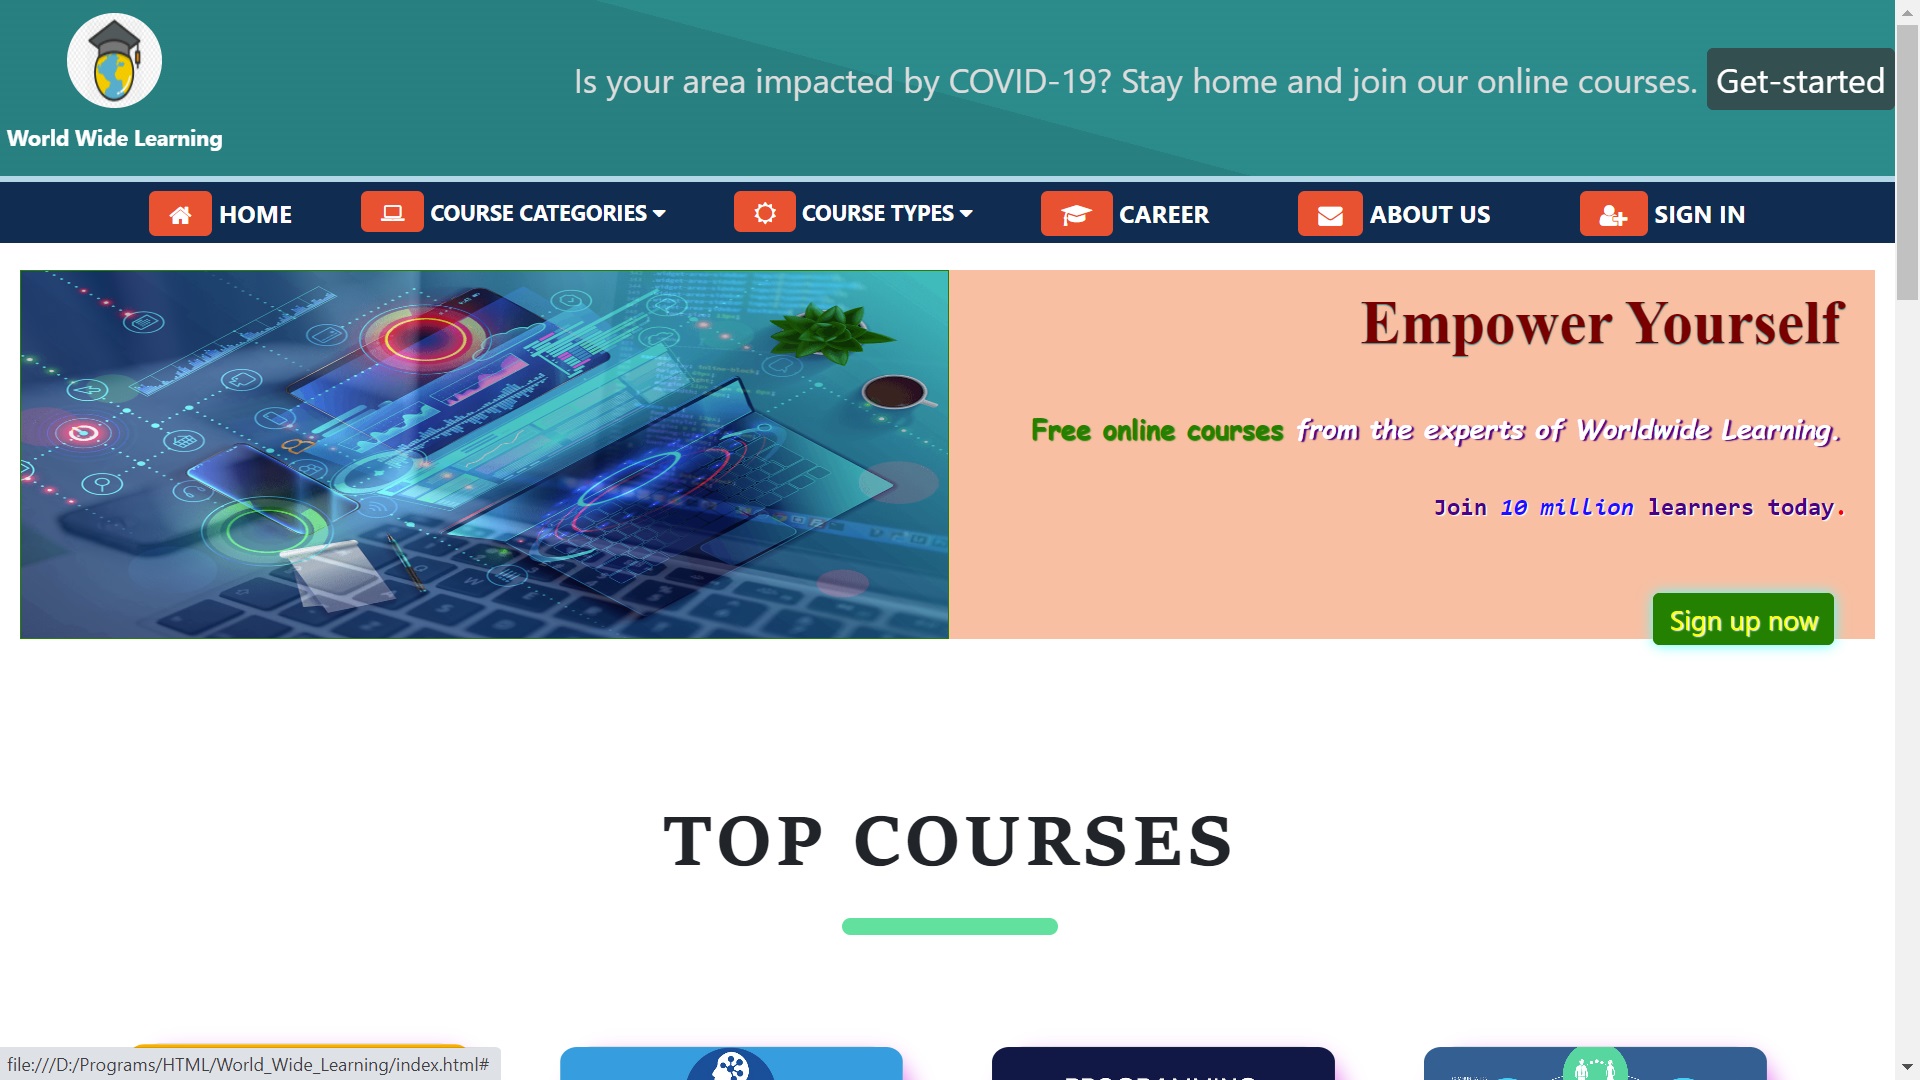 Is your area impacted by COVID-19? Stay home and join our online courses. Get-started
World Wide Learning
HOME COURSE CATEGORIES COURSE TYPES CAREER ABOUT US SIGN IN
Empower Yourself
Free online courses from the experts of Worldwide Learning.
Join 10 million learners today.
Sign up now
TOP COURSES
file:///D:/Programs/HTML/World_Wide_Learning/index.html#